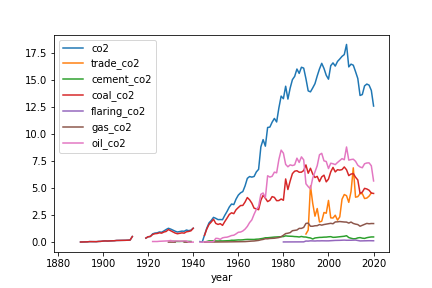 co2
trade_co2
cement_co2
coal_co2
flaring_co2
gas_co2
oil_co2
17.5
15.0
12.5
10.0
7.5
5.0
2.5
0.0
1880 1900 1920 1940 1960 1980 2000 2020
year